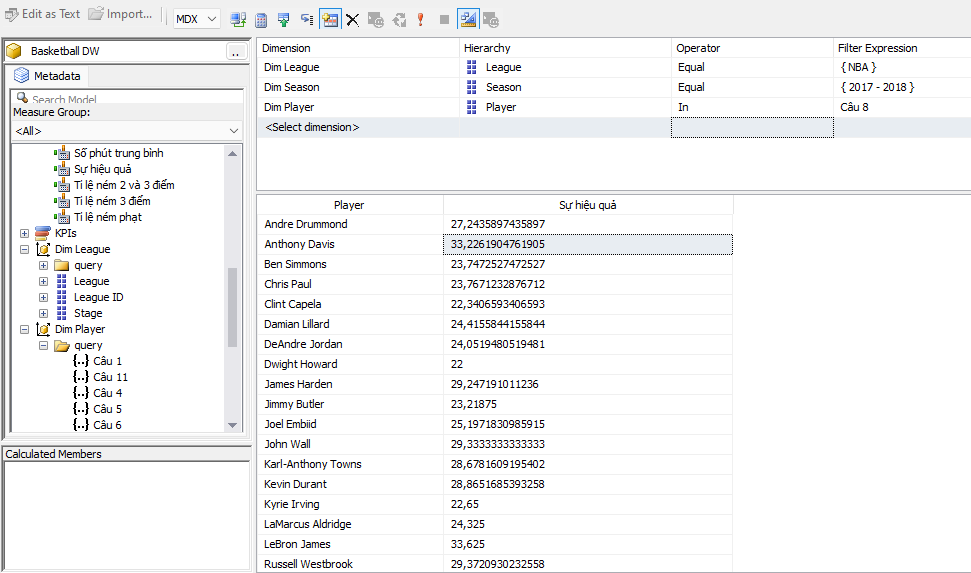 Edit as Text Import... MDX
Basketball DW ..
Metadata
Search Model
Measure Group:
<All>
Số phút trung bình
Sự hiệu quả
Tỉ lệ ném 2 và 3 điểm
Tỉ lệ ném 3 điểm
Tỉ lệ ném phạt
KPIs
Dim League
query
League
League ID
Stage
Dim Player
query
Câu 1
Câu 11
Câu 4
Câu 5
Câu 6
Calculated Members
Dimension Hierarchy Operator Filter Expression
Dim League League Equal { NBA }
Dim Season Season Equal { 2017 - 2018 }
Dim Player Player In Câu 8
<Select dimension>
Player Sự hiệu quả
Andre Drummond 27,2435897435897
Anthony Davis 33,2261904761905
Ben Simmons 23,7472527472527
Chris Paul 23,7671232876712
Clint Capela 22,3406593406593
Damian Lillard 24,4155844155844
DeAndre Jordan 24,0519480519481
Dwight Howard 22
James Harden 29,247191011236
Jimmy Butler 23,21875
Joel Embiid 25,1971830985915
John Wall 29,3333333333333
Karl-Anthony Towns 28,6781609195402
Kevin Durant 28,8651685393258
Kyrie Irving 22,65
LaMarcus Aldridge 24,325
LeBron James 33,625
Russell Westbrook 29,3720930232558